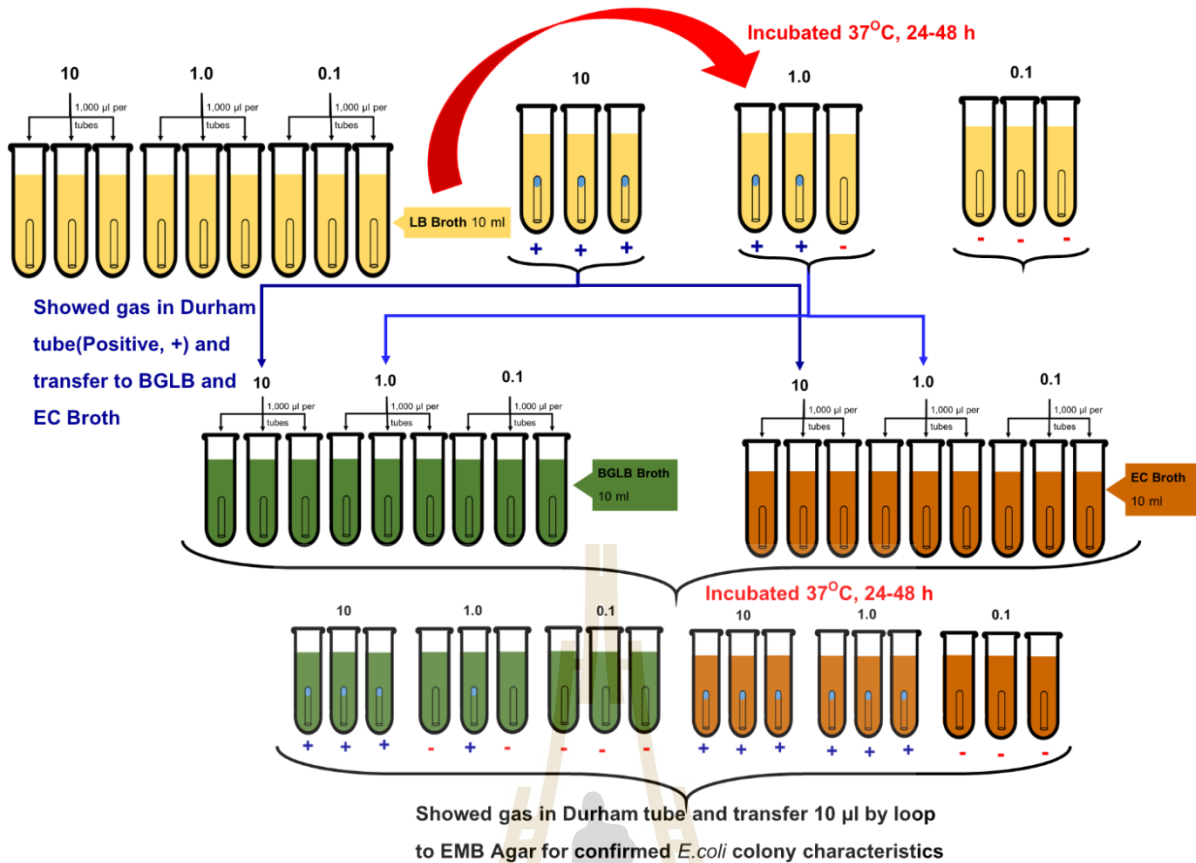 Incubated 37OC, 24-48 h
10 1.0 0.1
1,000 µl per
tubes
1,000 µl per
tubes
1,000 µl per
tubes
10 1.0 0.1
LB Broth 10 ml
+ + + + + - - - -
Showed gas in Durham
tube(Positive, +) and
transfer to BGLB and
EC Broth
10 1.0 0.1
1,000 µl per
tubes
1,000 µl per
tubes
1,000 µl per
tubes
BGLB Broth
10 ml
10 1.0 0.1
1,000 µl per
tubes
1,000 µl per
tubes
1,000 µl per
tubes
EC Broth
10 ml
Incubated 37OC, 24-48 h
10 1.0 0.1 10 1.0 0.1
+ + + - + - - - - + + + + + + - - -
Showed gas in Durham tube and transfer 10 µl by loop
to EMB Agar for confirmed E.coli colony characteristics